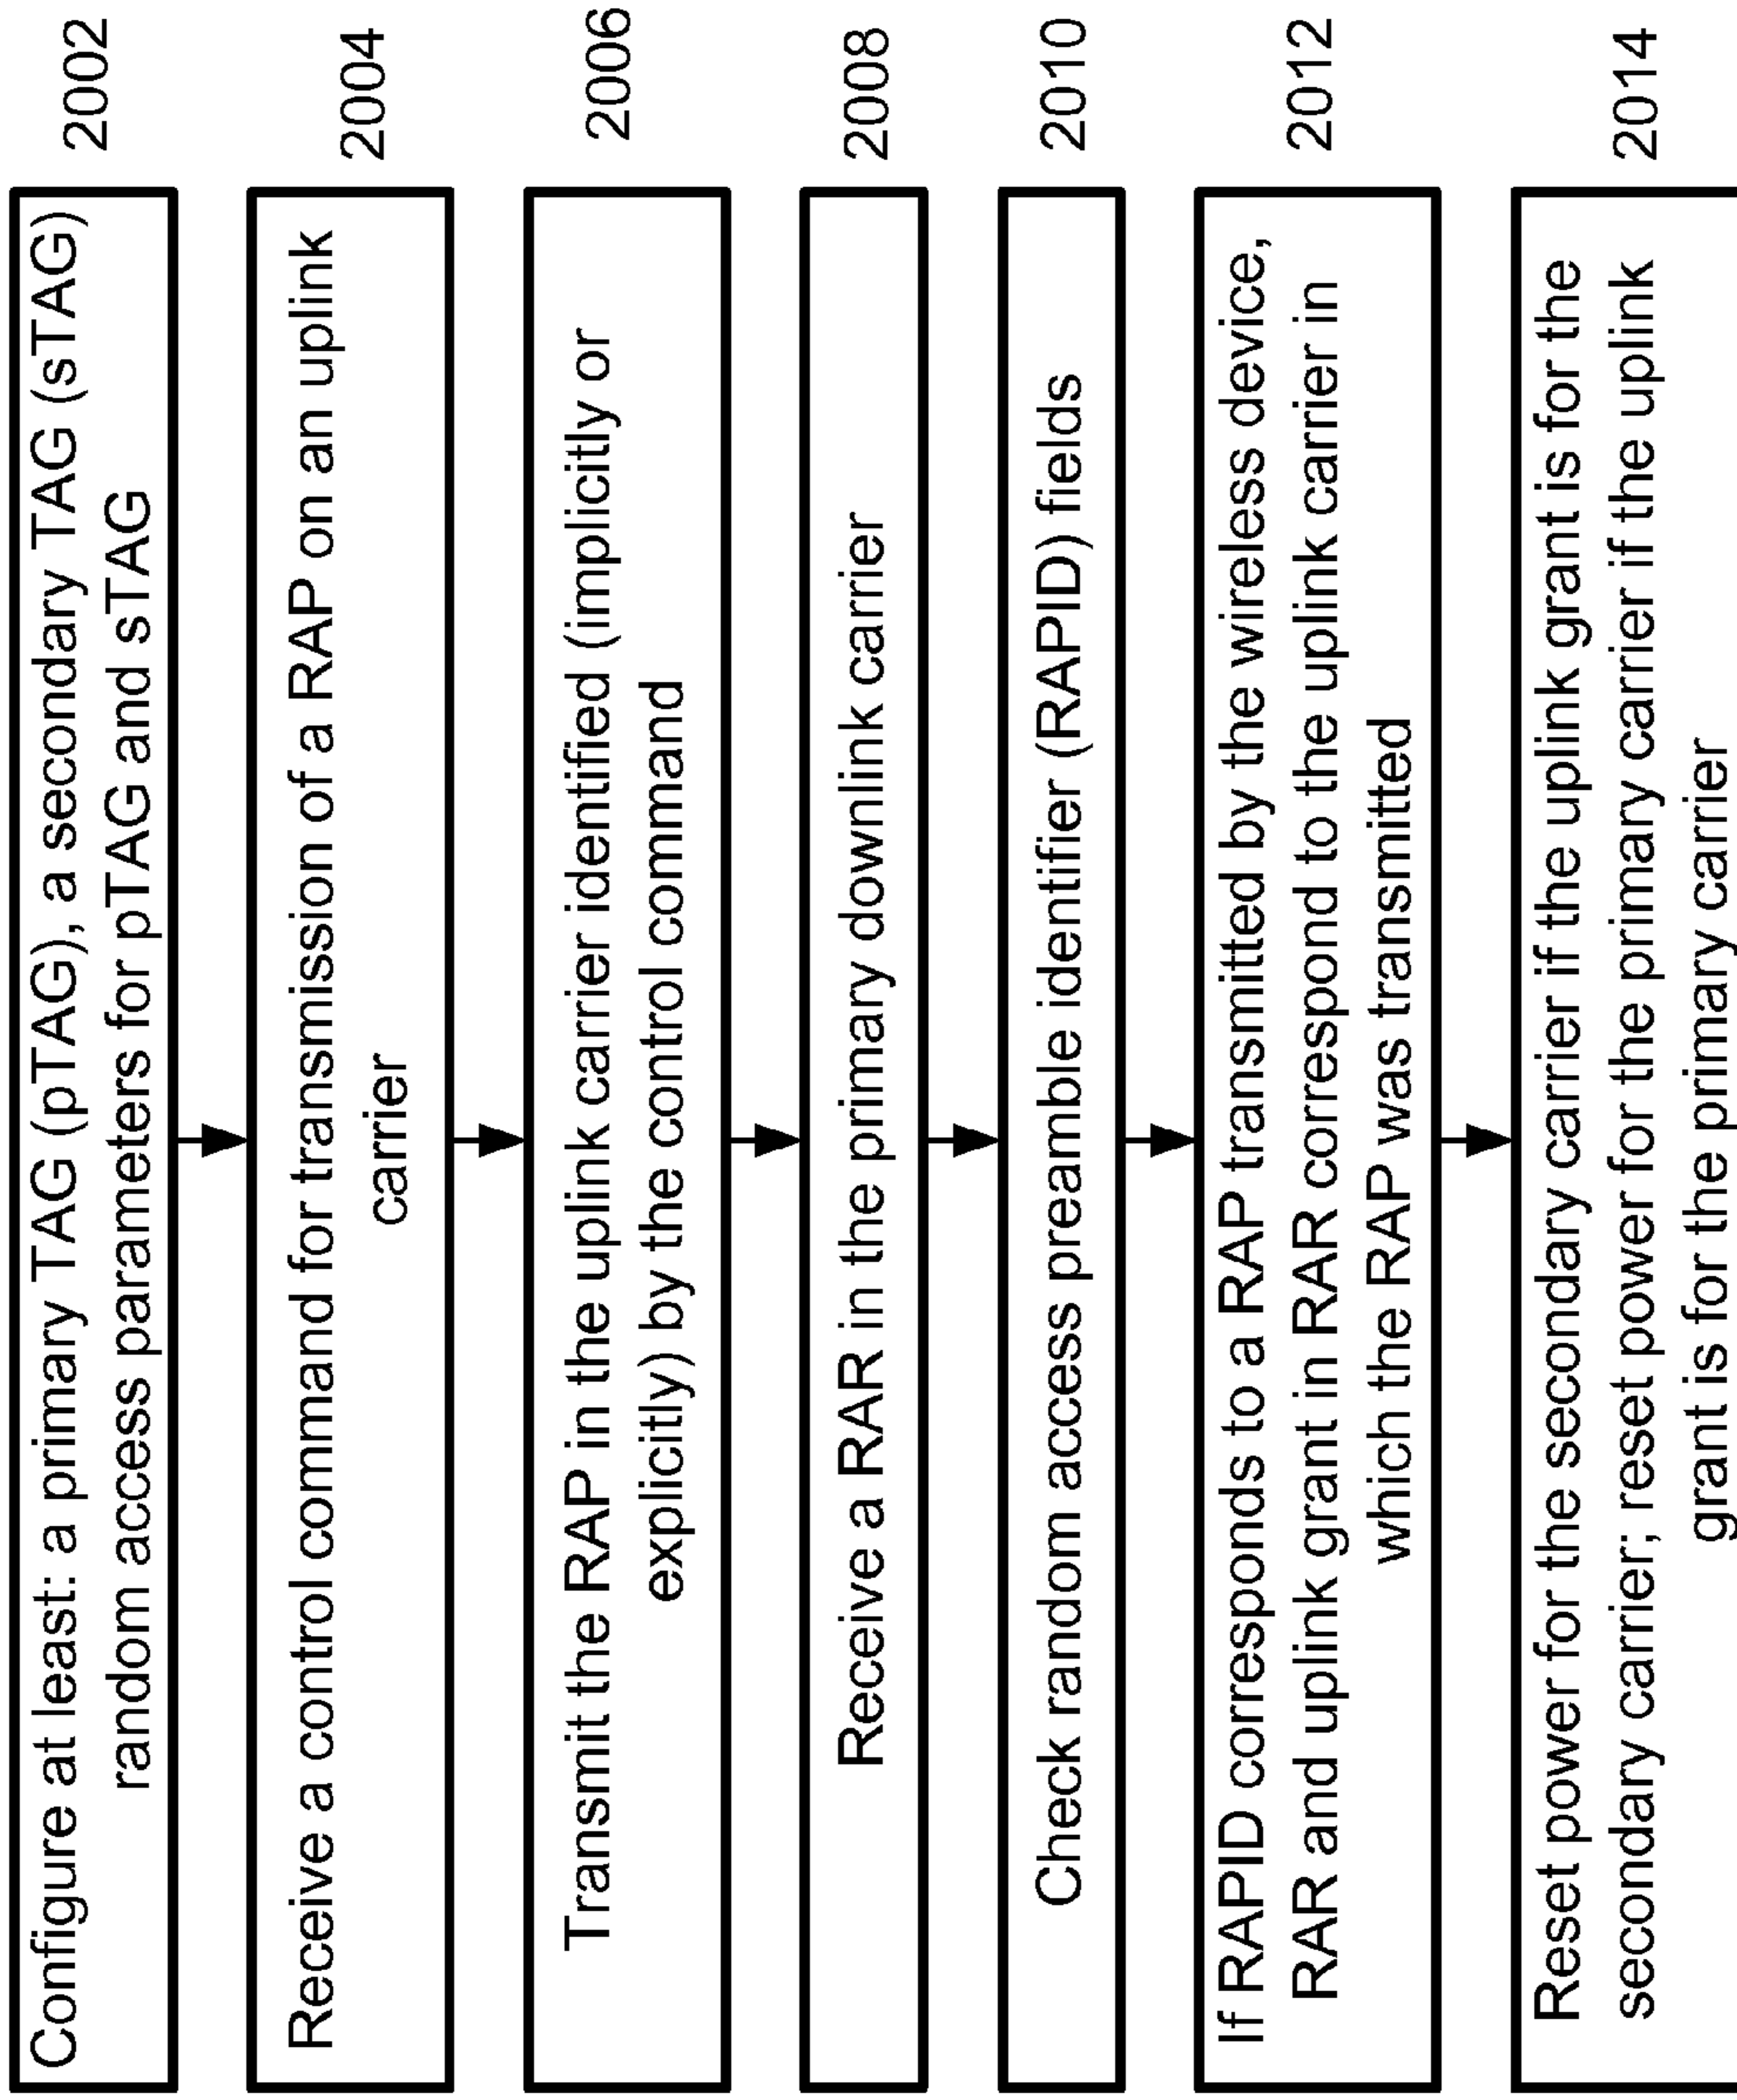 Configure at least: a primary TAG (pTAG), a secondary TAG (sTAG)
random access parameters for pTAG and sTAG
2002
Receive a control command for transmission of a RAP on an uplink
carrier
2004
Transmit the RAP in the uplink carrier identified (implicitly or
explicitly) by the control command
2006
Receive a RAR in the primary downlink carrier
2008
Check random access preamble identifier (RAPID) fields
2010
If RAPID corresponds to a RAP transmitted by the wireless device,
RAR and uplink grant in RAR correspond to the uplink carrier in
which the RAP was transmitted
2012
Reset power for the secondary carrier if the uplink grant is for the
secondary carrier; reset power for the primary carrier if the uplink
grant is for the primary carrier
2014